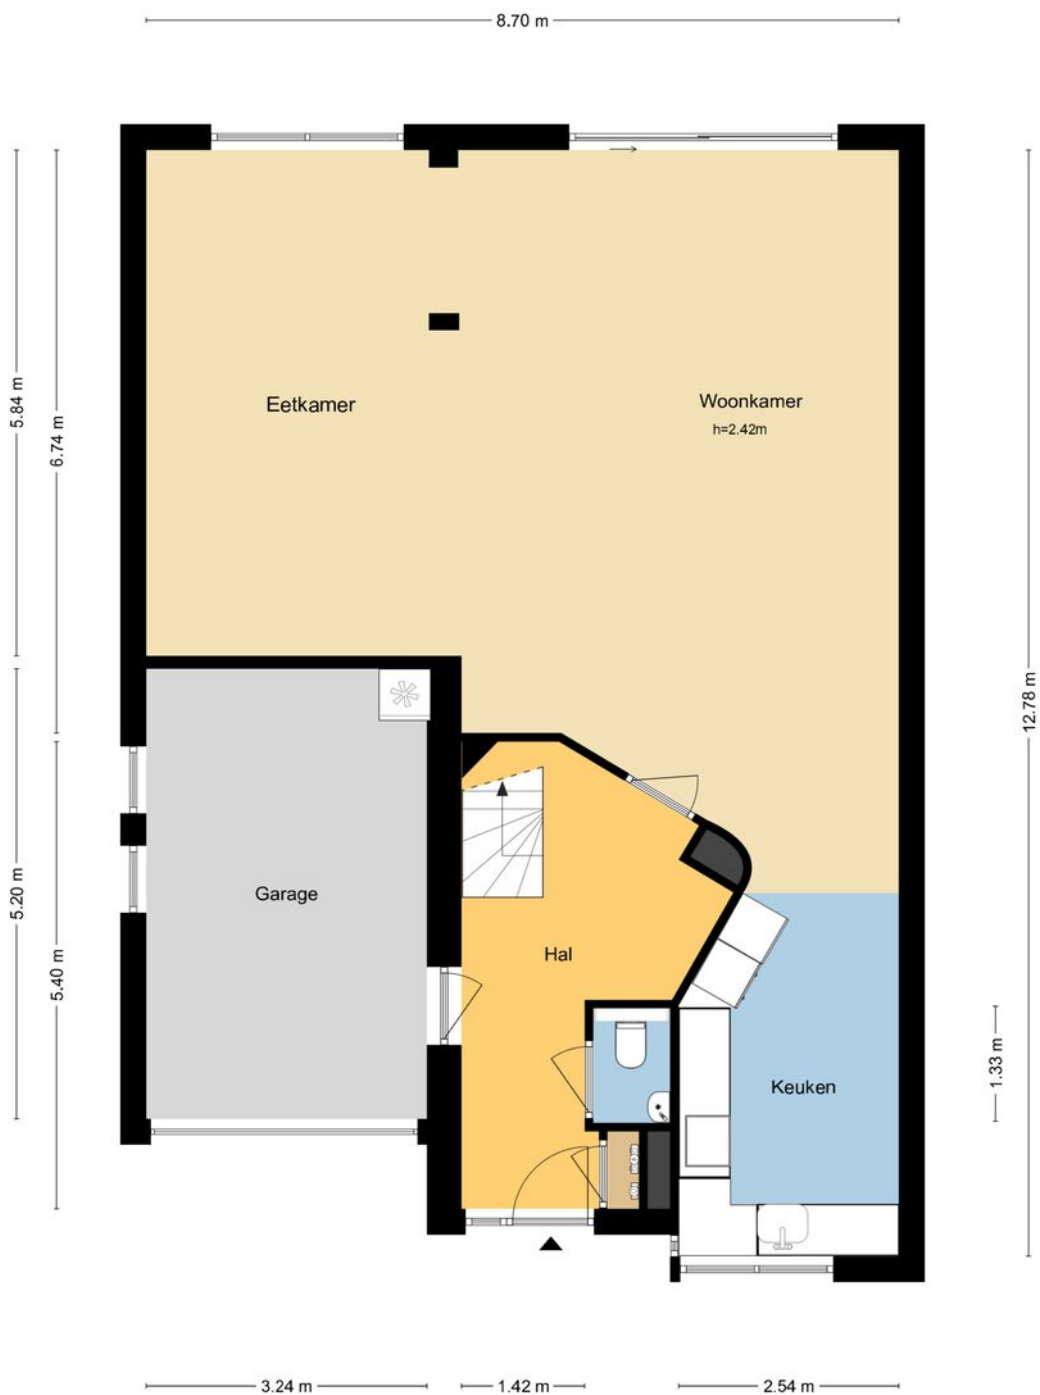 8.70 m
5.84 m
6.74 m
Eetkamer
Woonkamer
h=2.42m
12.78 m
5.20 m
Garage
5.40 m
Hal
1.33 m
Keuken
3.24 m
1.42 m
2.54 m